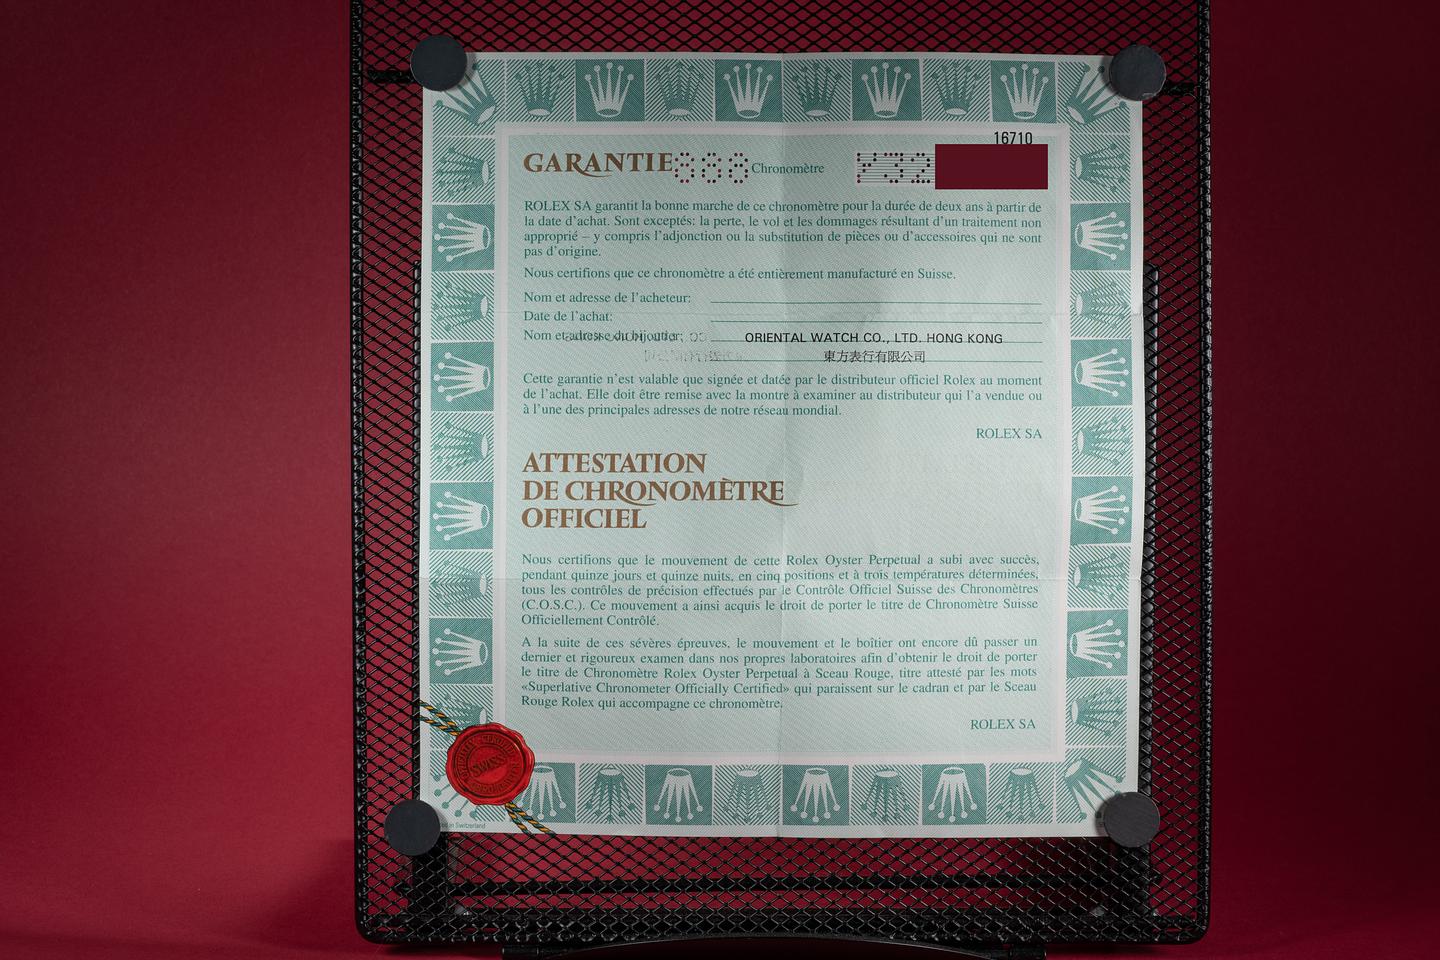 16710
GARANTIE 888 Chronomètre Y32
ROLEX SA garantit la bonne marche de ce chronomètre pour la durée de deux ans à partir de
la date d'achat. Sont exceptés: la perte, le vol et les dommages résultant d'un traitement non
approprié – y compris l'adjonction ou la substitution de pièces ou d'accessoires qui ne sont
pas d'origine.
Nous certifions que ce chronomètre a été entièrement manufacturé en Suisse.
Nom et adresse de l'acheteur:
Date de l'achat:
Nom et adresse du bijoutier: ORIENTAL WATCH CO., LTD. HONG KONG
東方表行有限公司
Cette garantie n'est valable que signée et datée par le distributeur officiel Rolex au moment
de l'achat. Elle doit être remise avec la montre à examiner au distributeur qui l'a vendue ou
à l'une des principales adresses de notre réseau mondial.
ROLEX SA
ATTESTATION
DE CHRONOMÈTRE
OFFICIEL
Nous certifions que le mouvement de cette Rolex Oyster Perpetual a subi avec succès,
pendant quinze jours et quinze nuits, en cinq positions et à trois températures déterminées,
tous les contrôles de précision effectués par le Contrôle Officiel Suisse des Chronomètres
(C.O.S.C.). Ce mouvement a ainsi acquis le droit de porter le titre de Chronomètre Suisse
Officiellement Contrôlé.
A la suite de ces sévères épreuves, le mouvement et le boîtier ont encore dû passer un
dernier et rigoureux examen dans nos propres laboratoires afin d'obtenir le droit de porter
le titre de Chronomètre Rolex Oyster Perpetual à Sceau Rouge, titre attesté par les mots
«Superlative Chronometer Officially Certified» qui paraissent sur le cadran et par le Sceau
Rouge Rolex qui accompagne ce chronomètre.
ROLEX SA
SWISS
in Switzerland